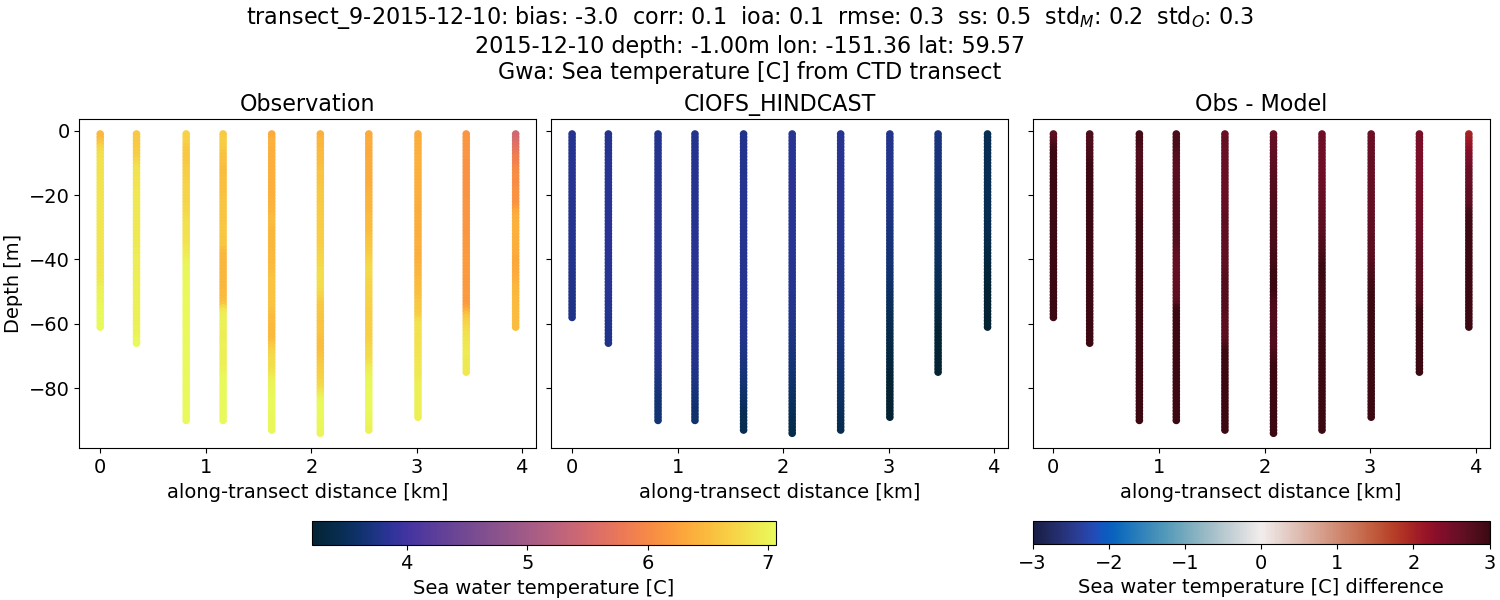 transect_9-2015-12-10: bias: -3.0  corr: 0.1  ioa: 0.1  rmse: 0.3  ss: 0.5  std_M: 0.2  std_O: 0.3
2015-12-10 depth: -1.00m lon: -151.36 lat: 59.57
Gwa: Sea temperature [C] from CTD transect
Observation
CIOFS_HINDCAST
Obs - Model
Depth [m]
0
−20
−40
−60
−80
0 1 2 3 4
0 1 2 3 4
0 1 2 3 4
along-transect distance [km]
along-transect distance [km]
along-transect distance [km]
4 5 6 7
Sea water temperature [C]
−3 −2 −1 0 1 2 3
Sea water temperature [C] difference